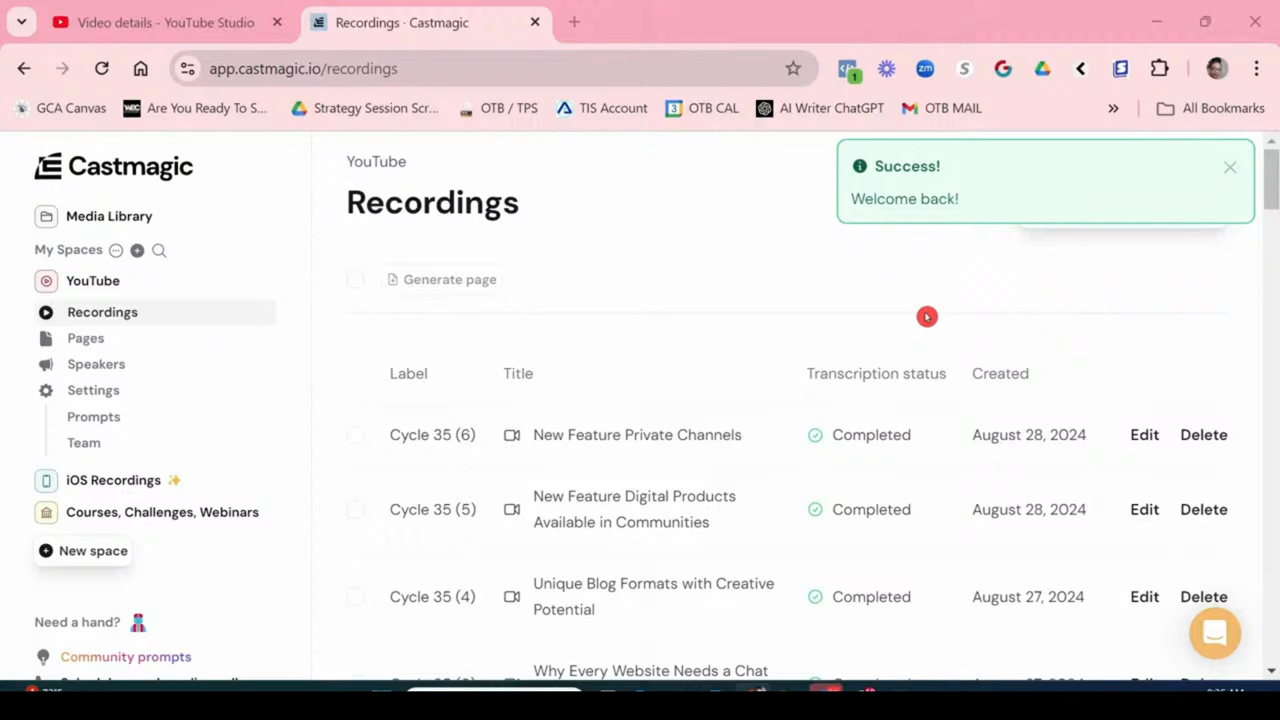 Video details - YouTube Studio
Recordings · Castmagic
app.castmagic.io/recordings
1
GCA Canvas
Are You Ready To S...
Strategy Session Scr...
OTB / TPS
TIS Account
OTB CAL
AI Writer ChatGPT
OTB MAIL
»
All Bookmarks
Castmagic
YouTube
Success!
Welcome back!
Recordings
Media Library
My Spaces
YouTube
Recordings
Pages
Speakers
Settings
Prompts
Team
iOS Recordings
Courses, Challenges, Webinars
New space
Need a hand?
Community prompts
Generate page
Label Title Transcription status Created
Cycle 35 (6) New Feature Private Channels Completed August 28, 2024 Edit Delete
Cycle 35 (5) New Feature Digital Products
Available in Communities Completed August 28, 2024 Edit Delete
Cycle 35 (4) Unique Blog Formats with Creative
Potential Completed August 27, 2024 Edit Delete
Why Every Website Needs a Chat